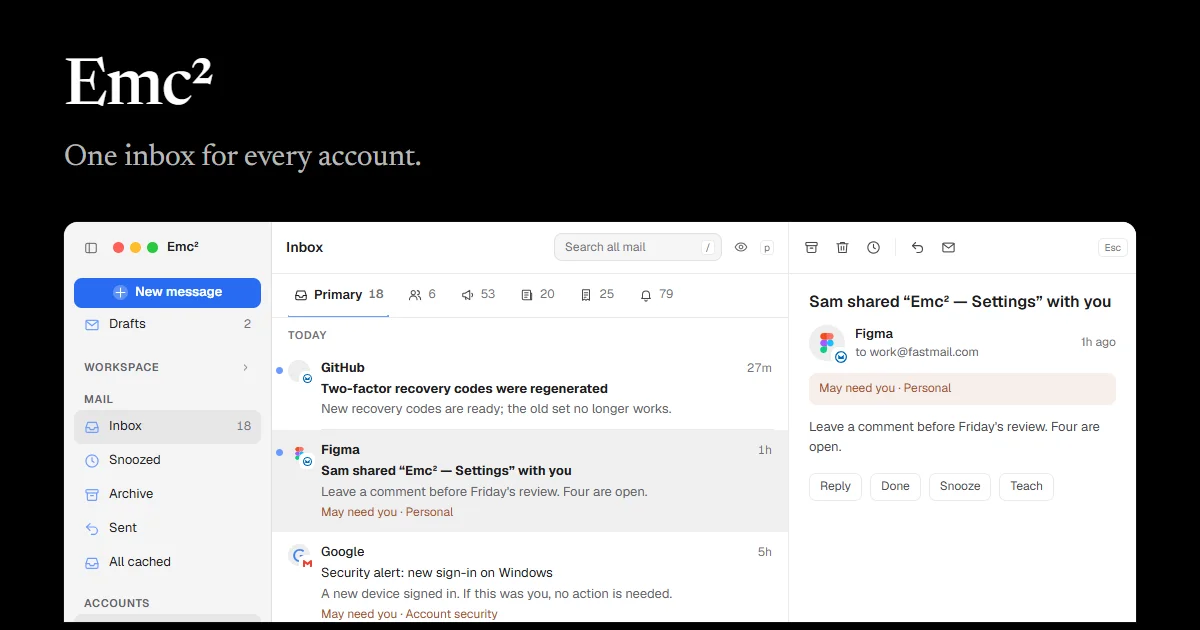 Emc²
One inbox for every account.
Emc²
New message
Drafts 2
WORKSPACE
MAIL
Inbox 18
Snoozed
Archive
Sent
All cached
ACCOUNTS
Inbox
Search all mail /
p
Primary 18 6 53 20 25 79
TODAY
GitHub 27m
Two-factor recovery codes were regenerated
New recovery codes are ready; the old set no longer works.
Figma 1h
Sam shared “Emc² — Settings” with you
Leave a comment before Friday's review. Four are open.
May need you · Personal
Google 5h
Security alert: new sign-in on Windows
A new device signed in. If this was you, no action is needed.
May need you · Account security
Esc
Sam shared “Emc² — Settings” with you
Figma
to work@fastmail.com
1h ago
May need you · Personal
Leave a comment before Friday's review. Four are
open.
Reply Done Snooze Teach